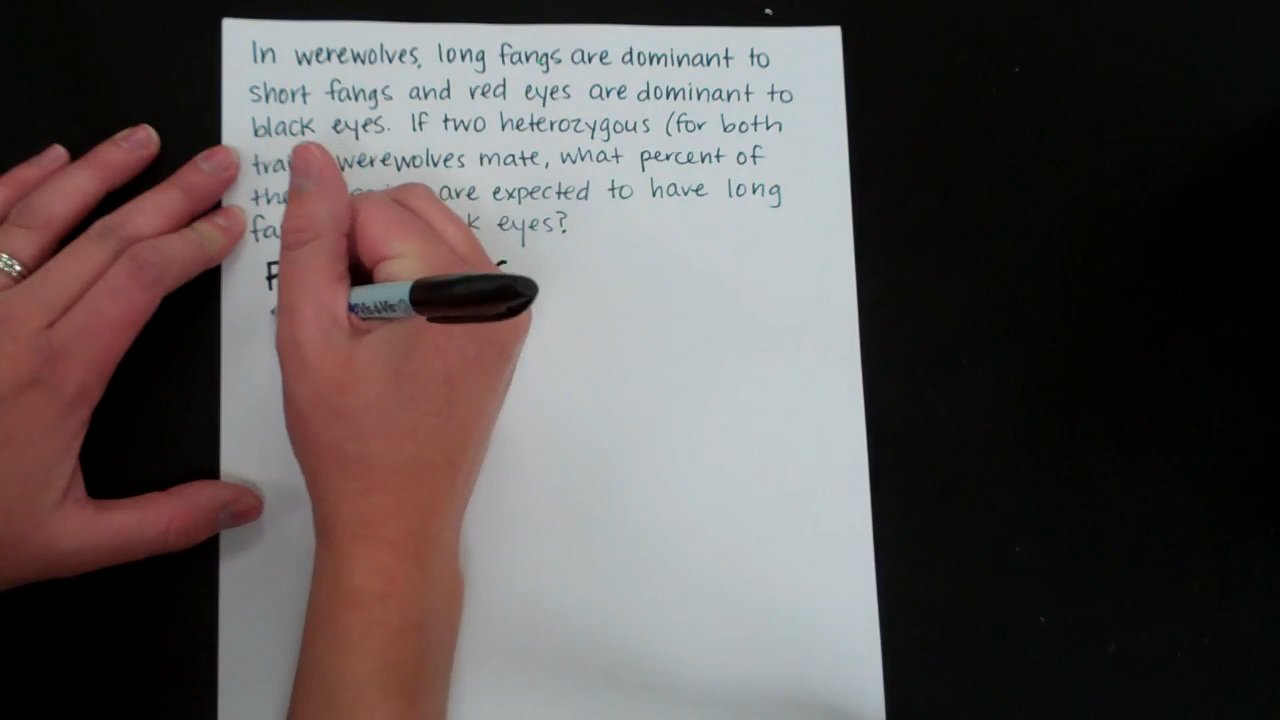 In werewolves, long fangs are dominant to
short fangs and red eyes are dominant to
black eyes. If two heterozygous (for both
werewolves mate, what percent of
are expected to have long
eyes?